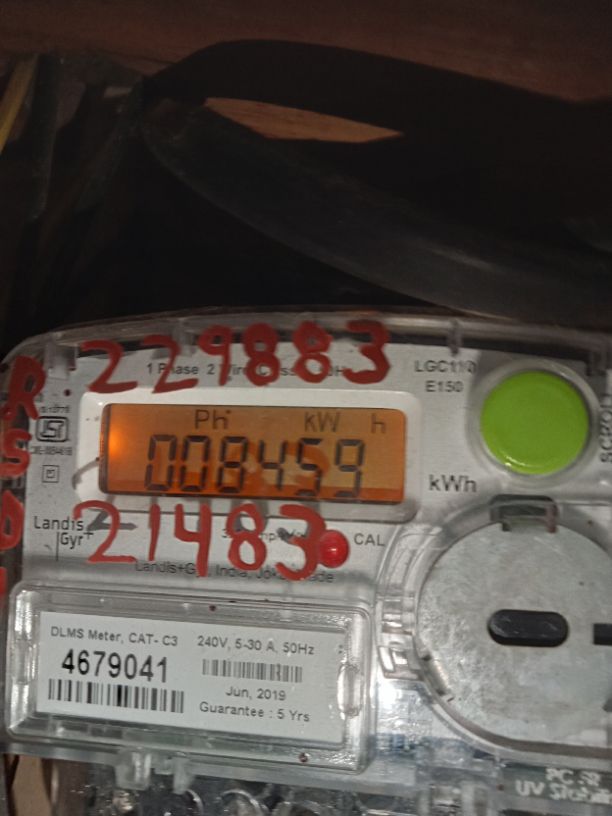 229883
1 Phase 2 Wire
LGC110
E150
Ph kW h
008459
kWh
Landis
Gyr+
21483
CAL
DLMS Meter, CAT- C3
240V, 5-30 A, 50Hz
4679041
Jun, 2019
Guarantee : 5 Yrs